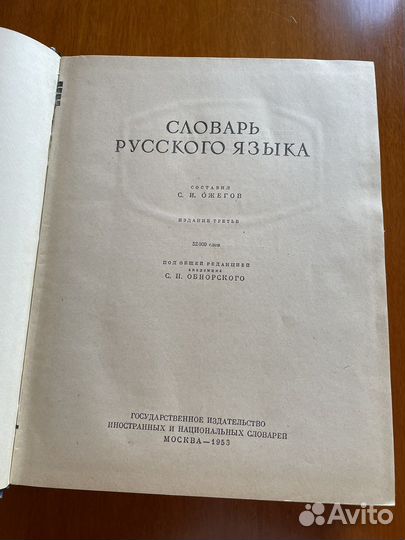 СЛОВАРЬ
РУССКОГО ЯЗЫКА
СОСТАВИЛ
С. И. ОЖЕГОВ
ИЗДАНИЕ ТРЕТЬЕ
52 000 слов
ПОД ОБЩЕЙ РЕДАКЦИЕЙ
академика
С. П. ОБНОРСКОГО
ГОСУДАРСТВЕННОЕ ИЗДАТЕЛЬСТВО
ИНОСТРАННЫХ И НАЦИОНАЛЬНЫХ СЛОВАРЕЙ
МОСКВА—1953
Avito